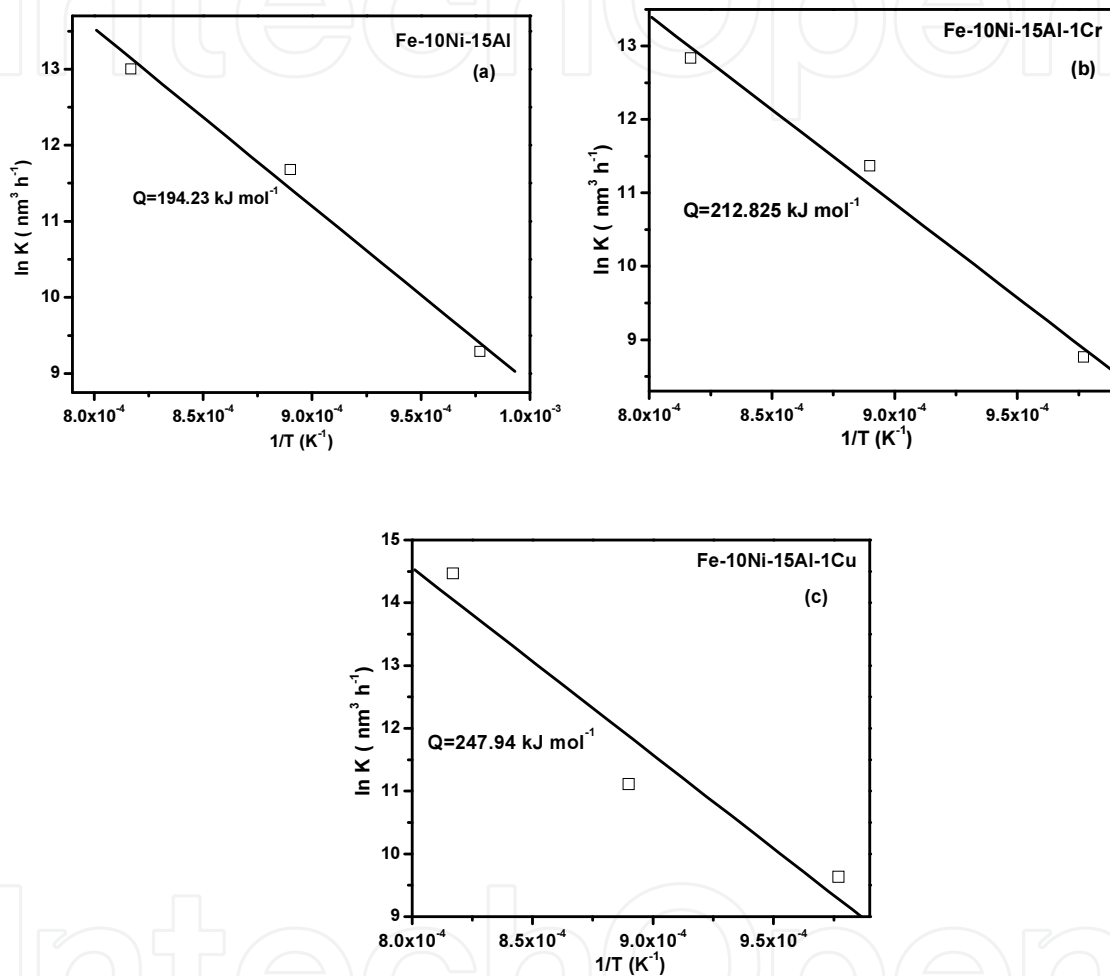 Fe-10Ni-15Al
(a)
Q=194.23 kJ mol⁻¹
ln K ( nm³ h⁻¹)
13
12
11
10
9
8.0x10⁻⁴ 8.5x10⁻⁴ 9.0x10⁻⁴ 9.5x10⁻⁴ 1.0x10⁻³
1/T (K⁻¹)
Fe-10Ni-15Al-1Cr
(b)
Q=212.825 kJ mol⁻¹
ln K ( nm³ h⁻¹)
13
12
11
10
9
8.0x10⁻⁴ 8.5x10⁻⁴ 9.0x10⁻⁴ 9.5x10⁻⁴
1/T (K⁻¹)
Fe-10Ni-15Al-1Cu
(c)
Q=247.94 kJ mol⁻¹
ln K ( nm³ h⁻¹)
15
14
13
12
11
10
9
8.0x10⁻⁴ 8.5x10⁻⁴ 9.0x10⁻⁴ 9.5x10⁻⁴
1/T (K⁻¹)
IntechOpen
IntechOpen